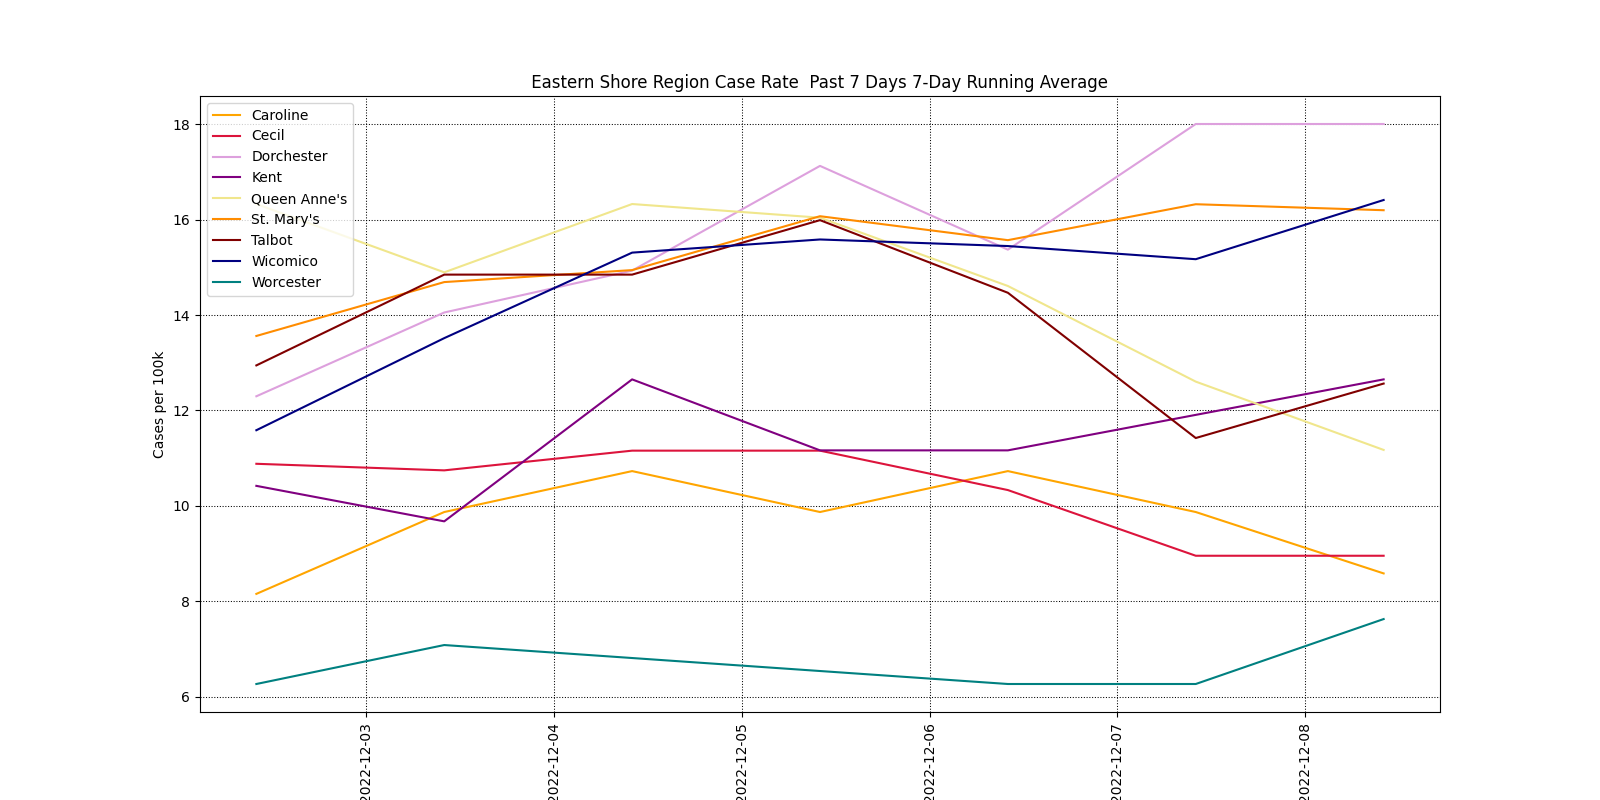 Eastern Shore Region Case Rate  Past 7 Days 7-Day Running Average
Caroline
Cecil
Dorchester
Kent
Queen Anne's
St. Mary's
Talbot
Wicomico
Worcester
18
16
14
12
10
8
6
Cases per 100k
2022-12-03
2022-12-04
2022-12-05
2022-12-06
2022-12-07
2022-12-08